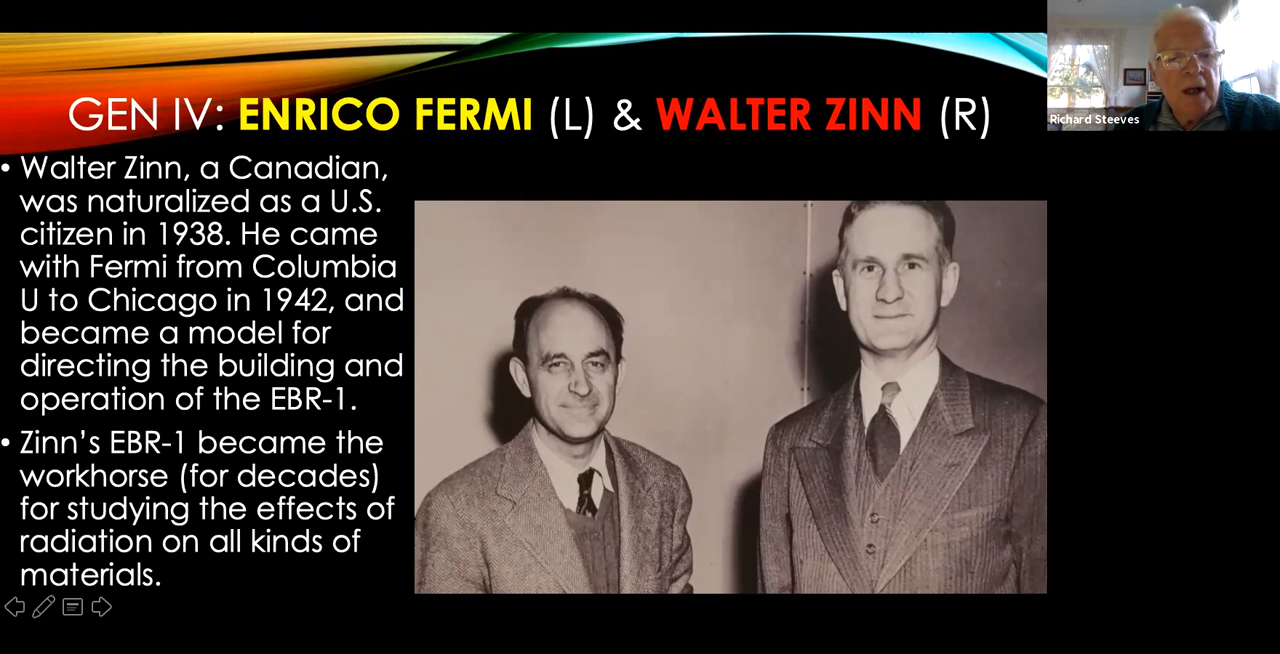 GEN IV: ENRICO FERMI (L) & WALTER ZINN (R)
Richard Steeves
• Walter Zinn, a Canadian,
was naturalized as a U.S.
citizen in 1938. He came
with Fermi from Columbia
U to Chicago in 1942, and
became a model for
directing the building and
operation of the EBR-1.
• Zinn's EBR-1 became the
workhorse (for decades)
for studying the effects of
radiation on all kinds of
materials.